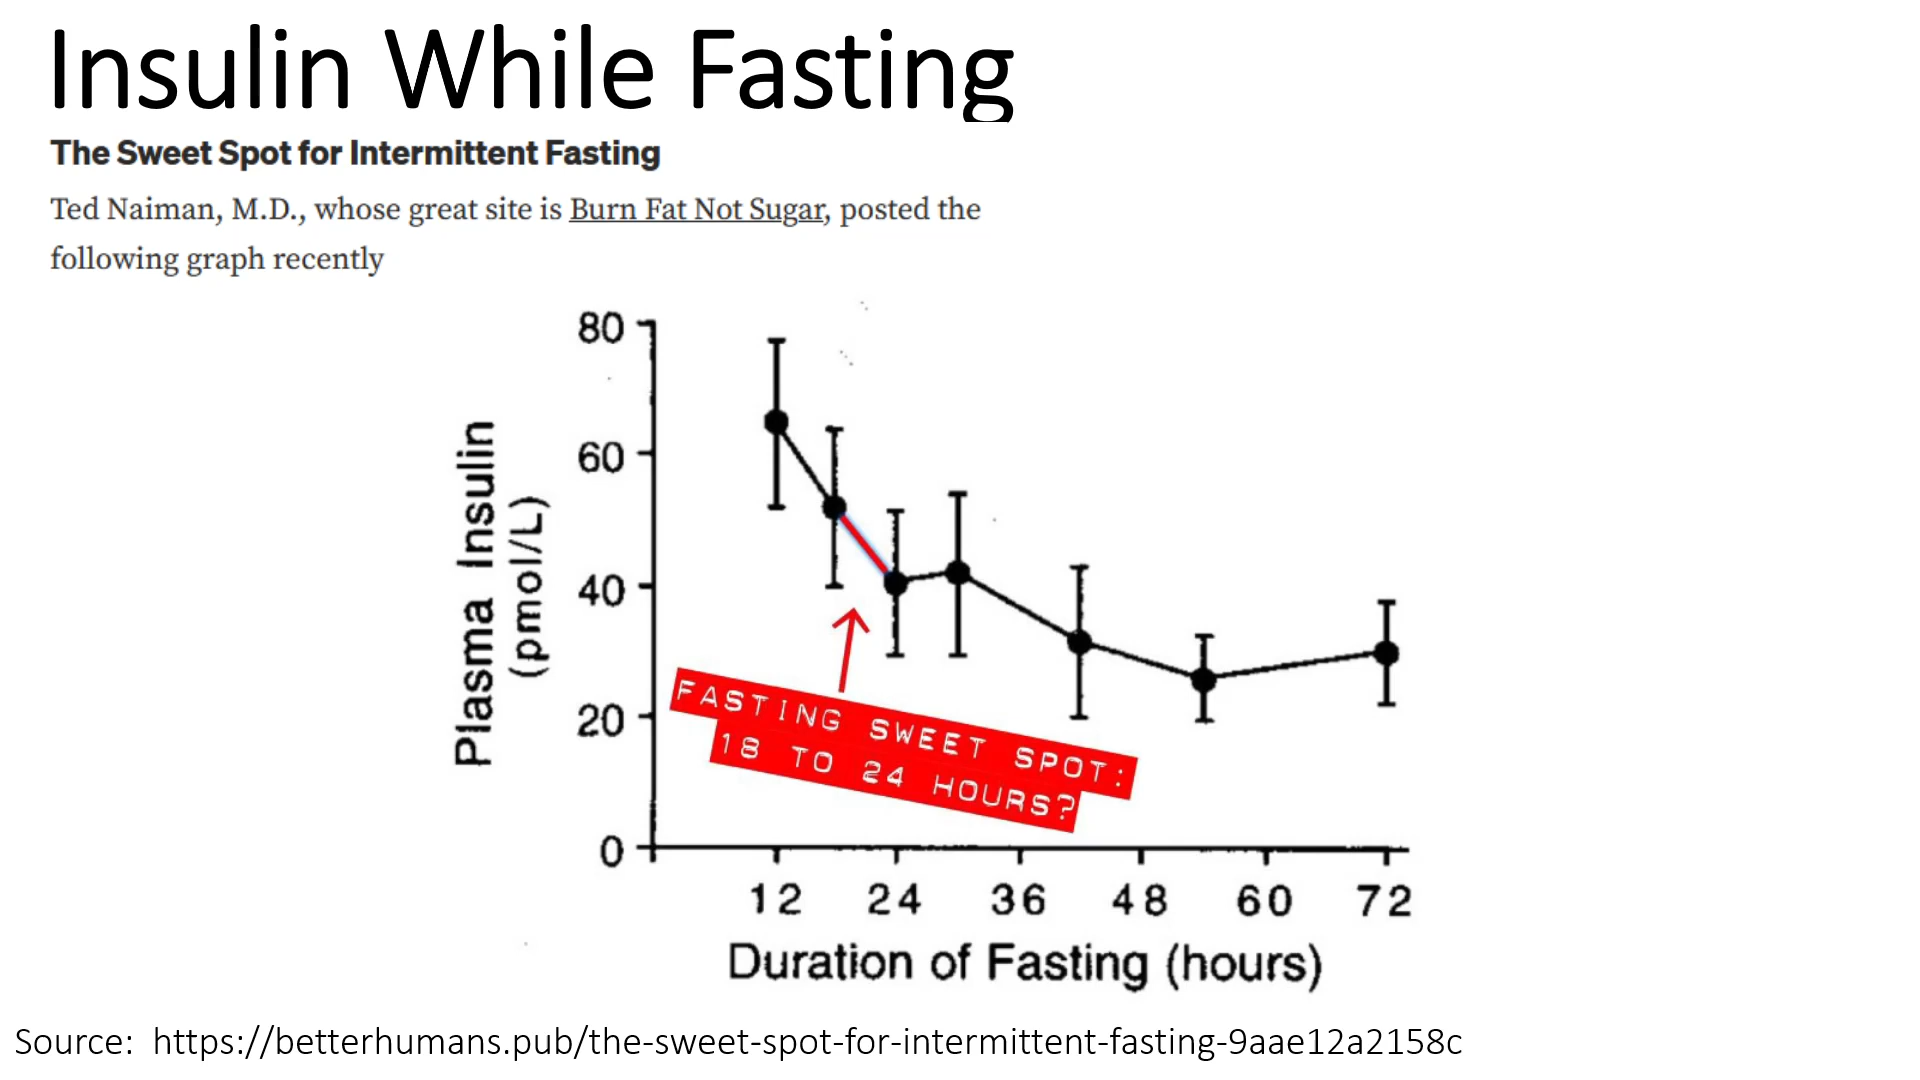 Insulin While Fasting
The Sweet Spot for Intermittent Fasting
Ted Naiman, M.D., whose great site is Burn Fat Not Sugar, posted the
following graph recently
80
60
40
20
0
Plasma Insulin
(pmol/L)
FASTING SWEET SPOT:
18 TO 24 HOURS?
12 24 36 48 60 72
Duration of Fasting (hours)
Source: https://betterhumans.pub/the-sweet-spot-for-intermittent-fasting-9aae12a2158c